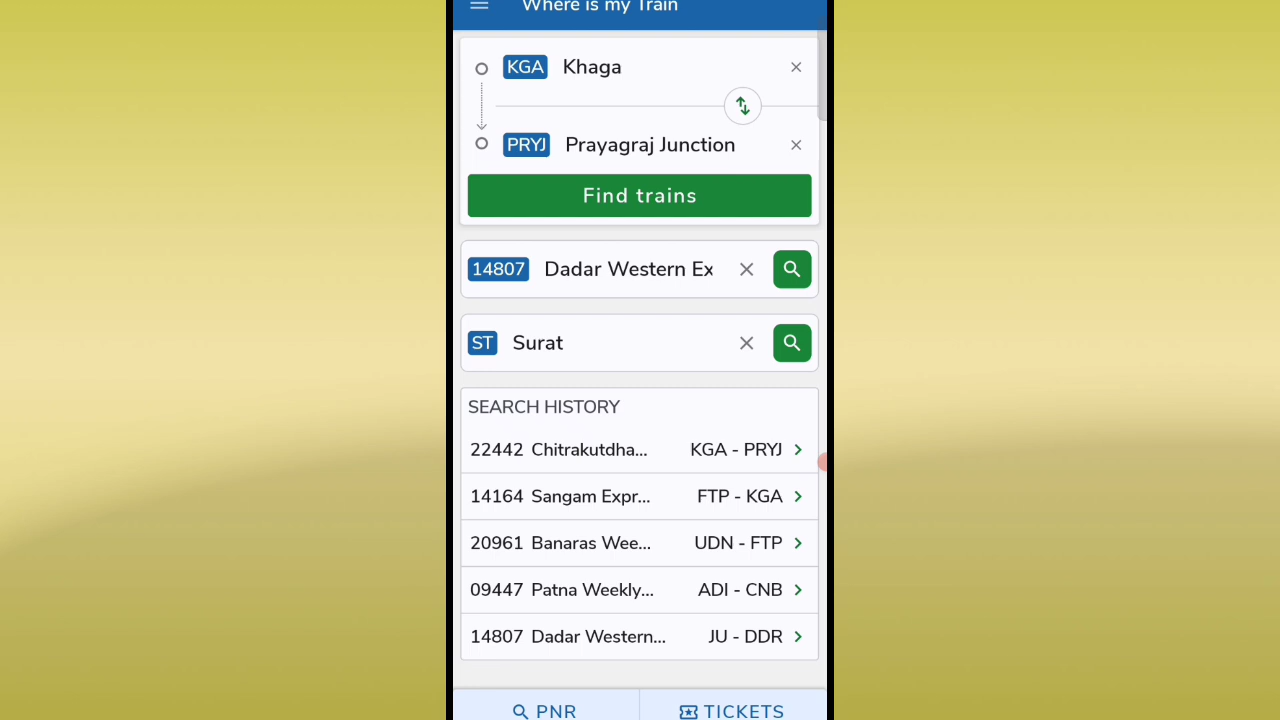 Where is my Train
KGA Khaga
PRYJ Prayagraj Junction
Find trains
14807 Dadar Western Ex
ST Surat
SEARCH HISTORY
22442 Chitrakutdha... KGA - PRYJ
14164 Sangam Expr... FTP - KGA
20961 Banaras Wee... UDN - FTP
09447 Patna Weekly... ADI - CNB
14807 Dadar Western... JU - DDR
PNR TICKETS